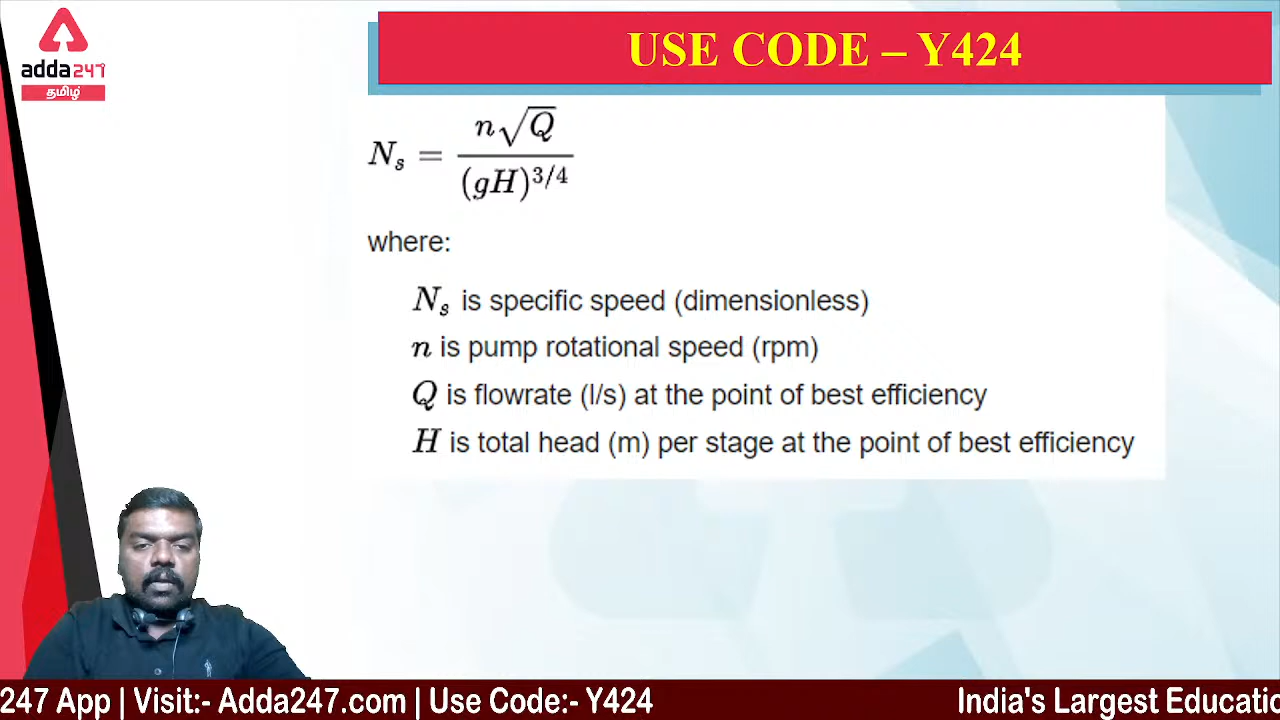 adda247
தமிழ்
USE CODE – Y424
N_s = n√Q / (gH)^{3/4}
where:
N_s is specific speed (dimensionless)
n is pump rotational speed (rpm)
Q is flowrate (l/s) at the point of best efficiency
H is total head (m) per stage at the point of best efficiency
247 App | Visit:- Adda247.com | Use Code:- Y424 India's Largest Educatio